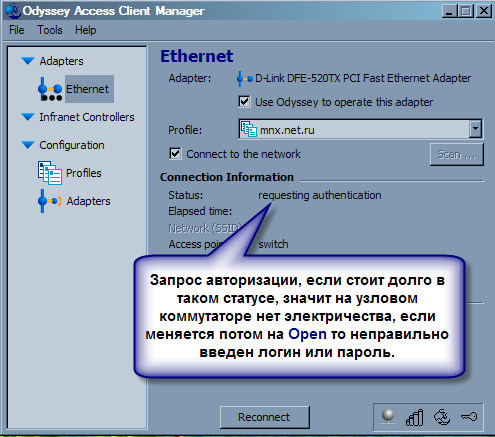 Odyssey Access Client Manager
File Tools Help
Adapters
Ethernet
Infranet Controllers
Configuration
Profiles
Adapters
Ethernet
Adapter: D-Link DFE-520TX PCI Fast Ethernet Adapter
Use Odyssey to operate this adapter
Profile: mnx.net.ru
Connect to the network Scan ...
Connection Information
Status: requesting authentication
Elapsed time:
Network (SSID)
Access point switch
Запрос авторизации, если стоит долго в
таком статусе, значит на узловом
коммутаторе нет электричества, если
меняется потом на Open то неправильно
введен логин или пароль.
Reconnect